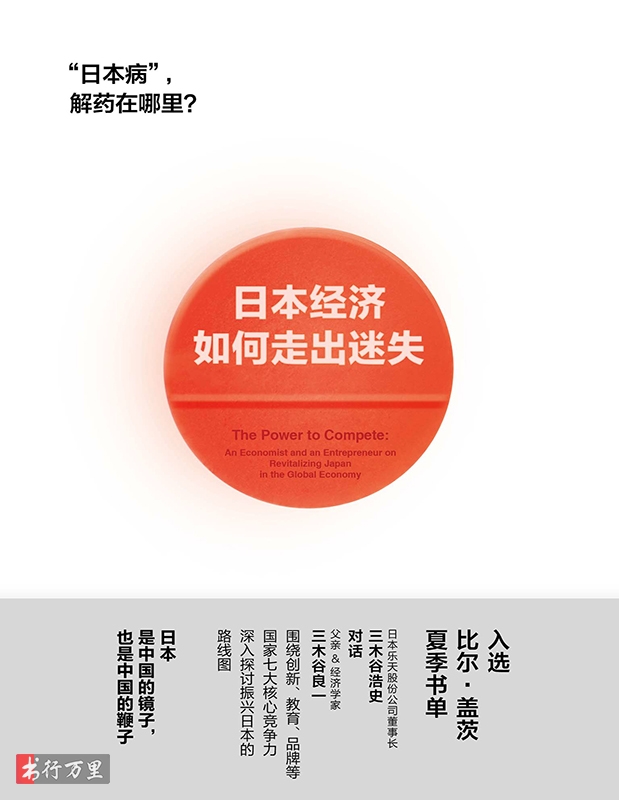 “日本病”，
解药在哪里？
日本经济
如何走出迷失
The Power to Compete:
An Economist and an Entrepreneur on
Revitalizing Japan
in the Global Economy
入选
比尔·盖茨
夏季书单
日本乐天股份公司董事长
三木谷浩史
对话
父亲 & 经济学家
三木谷良一
围绕创新、教育、品牌等
国家七大核心竞争力
深入探讨振兴日本的
路线图
日本
是中国的镜子，
也是中国的鞭子
书行万里